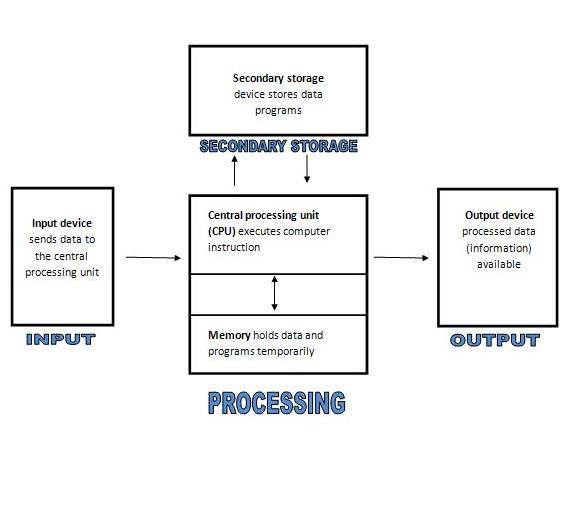 Secondary storage
device stores data
programs
SECONDARY STORAGE
Input device
sends data to
the central
processing unit
INPUT
Central processing unit
(CPU) executes computer
instruction
Memory holds data and
programs temporarily
PROCESSING
Output device
processed data
(information)
available
OUTPUT